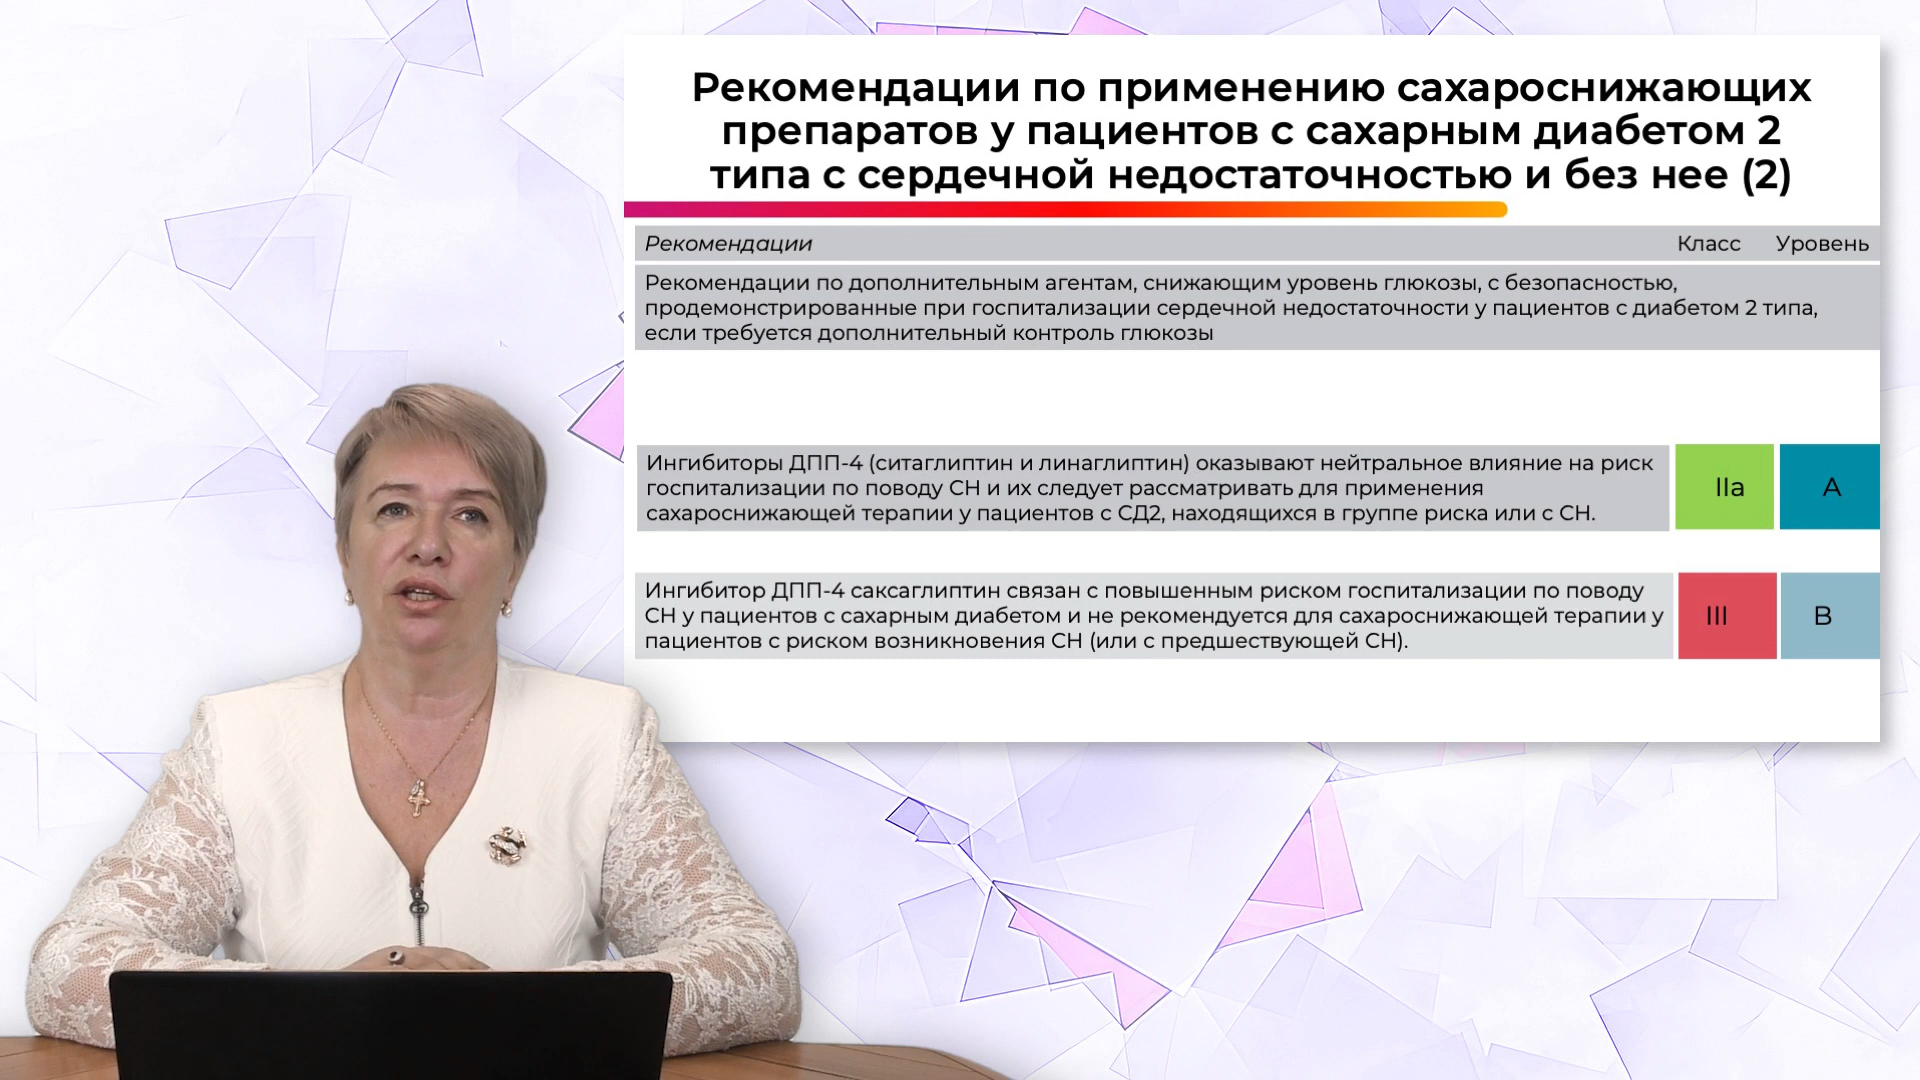 Рекомендации по применению сахароснижающих
препаратов у пациентов с сахарным диабетом 2
типа с сердечной недостаточностью и без нее (2)
Рекомендации Класс Уровень
Рекомендации по дополнительным агентам, снижающим уровень глюкозы, с безопасностью,
продемонстрированные при госпитализации сердечной недостаточности у пациентов с диабетом 2 типа,
если требуется дополнительный контроль глюкозы
Ингибиторы ДПП-4 (ситаглиптин и линаглиптин) оказывают нейтральное влияние на риск
госпитализации по поводу СН и их следует рассматривать для применения
сахароснижающей терапии у пациентов с СД2, находящихся в группе риска или с СН.
IIa A
Ингибитор ДПП-4 саксаглиптин связан с повышенным риском госпитализации по поводу
СН у пациентов с сахарным диабетом и не рекомендуется для сахароснижающей терапии у
пациентов с риском возникновения СН (или с предшествующей СН).
III B